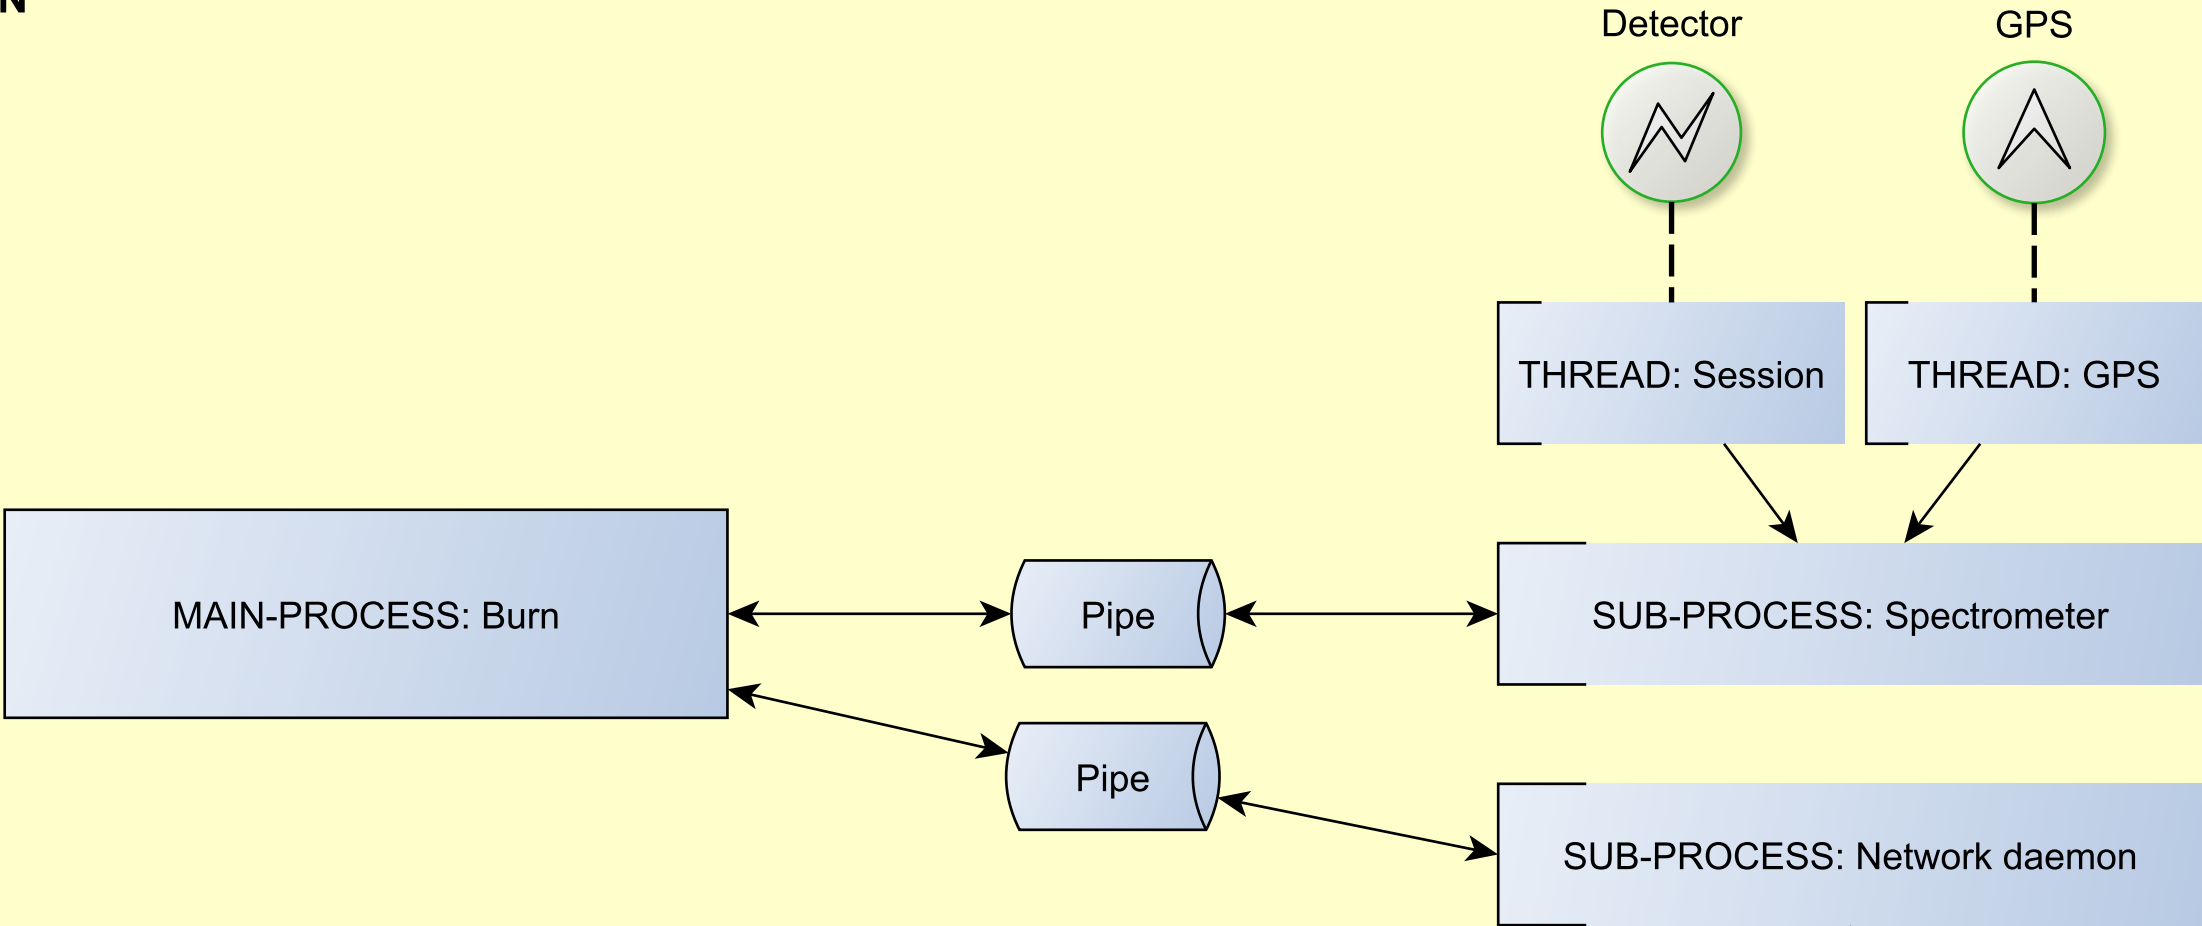 N
Detector
GPS
THREAD: Session
THREAD: GPS
MAIN-PROCESS: Burn
Pipe
SUB-PROCESS: Spectrometer
Pipe
SUB-PROCESS: Network daemon